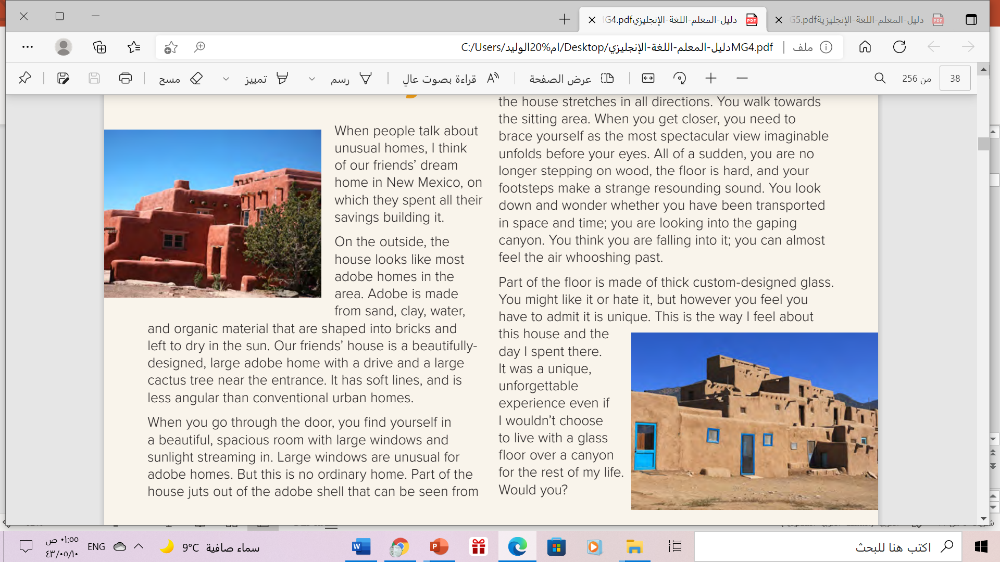 دليل-المعلم-اللغة-الإنجليزيةG5.pdf
دليل-المعلم-اللغة-الإنجليزيMG4.pdf
ملف
C:/Users/ام%20الوليد/Desktop/دليل-المعلم-اللغة-الإنجليزيMG4.pdf
38
من 256
عرض الصفحة
قراءة بصوت عالٍ
رسم
تمييز
مسح
When people talk about
unusual homes, I think
of our friends’ dream
home in New Mexico, on
which they spent all their
savings building it.
On the outside, the
house looks like most
adobe homes in the
area. Adobe is made
from sand, clay, water,
and organic material that are shaped into bricks and
left to dry in the sun. Our friends’ house is a beautifully-
designed, large adobe home with a drive and a large
cactus tree near the entrance. It has soft lines, and is
less angular than conventional urban homes.
When you go through the door, you find yourself in
a beautiful, spacious room with large windows and
sunlight streaming in. Large windows are unusual for
adobe homes. But this is no ordinary home. Part of the
house juts out of the adobe shell that can be seen from
the house stretches in all directions. You walk towards
the sitting area. When you get closer, you need to
brace yourself as the most spectacular view imaginable
unfolds before your eyes. All of a sudden, you are no
longer stepping on wood, the floor is hard, and your
footsteps make a strange resounding sound. You look
down and wonder whether you have been transported
in space and time; you are looking into the gaping
canyon. You think you are falling into it; you can almost
feel the air whooshing past.
Part of the floor is made of thick custom-designed glass.
You might like it or hate it, but however you feel you
have to admit it is unique. This is the way I feel about
this house and the
day I spent there.
It was a unique,
unforgettable
experience even if
I wouldn’t choose
to live with a glass
floor over a canyon
for the rest of my life.
Would you?
اكتب هنا للبحث
سماء صافية 9°C
ENG
٠١:٥٥ ص
٤٣/٠٥/١٠